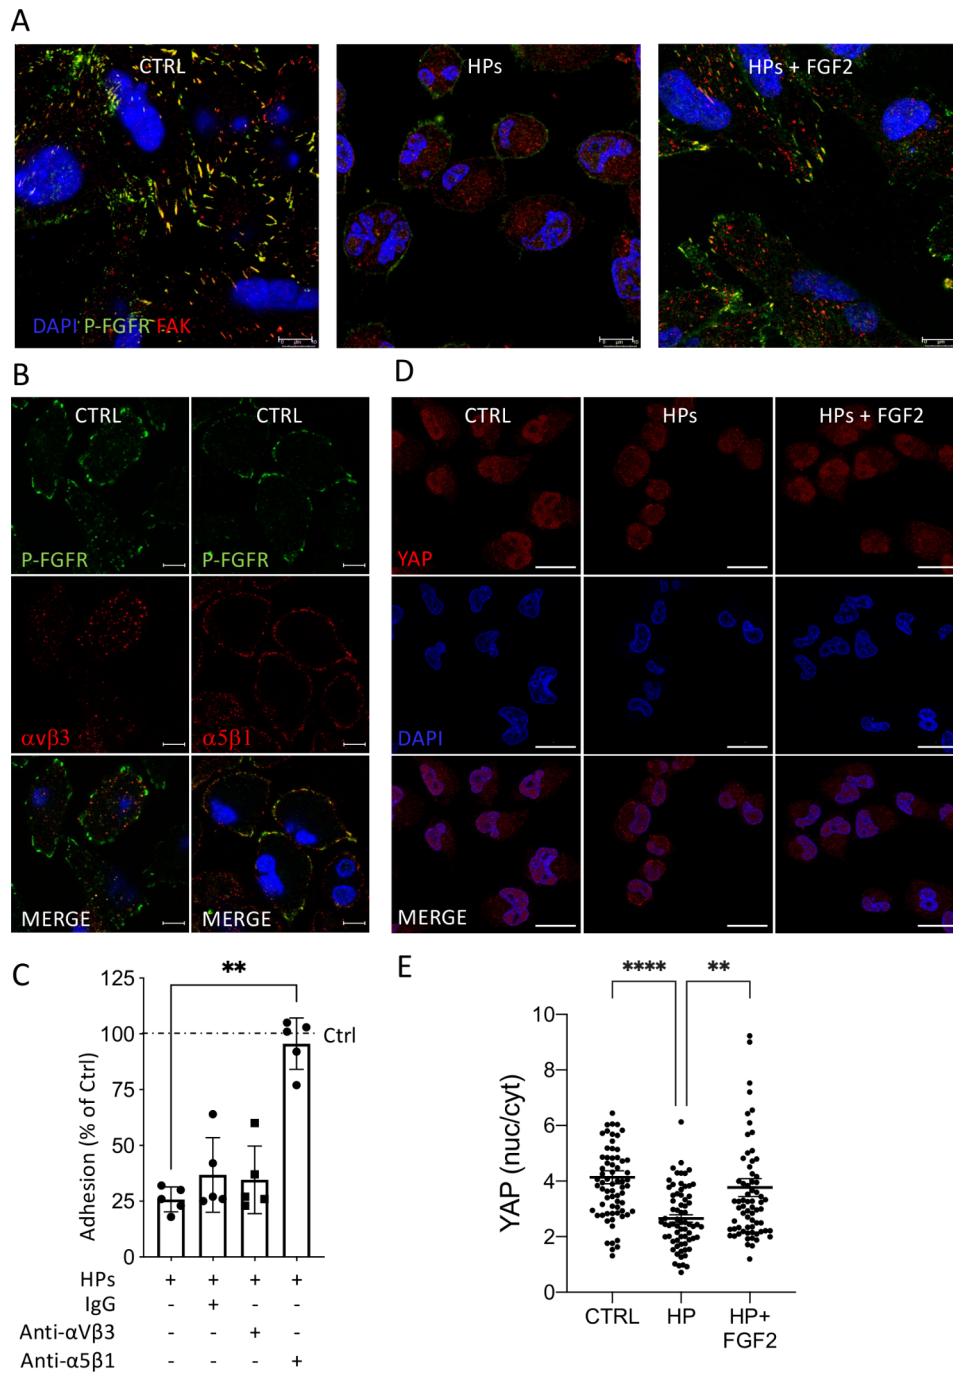 A
CTRL
HPs
HPs + FGF2
DAPI P-FGFR FAK
B
CTRL
CTRL
P-FGFR
P-FGFR
αvβ3
α5β1
MERGE
MERGE
D
CTRL
HPs
HPs + FGF2
YAP
DAPI
MERGE
C
**
125
100
75
50
25
0
Ctrl
Adhesion (% of Ctrl)
HPs + + + +
IgG - + - -
Anti-αVβ3 - - + -
Anti-α5β1 - - - +
E
**** **
10
8
6
4
2
0
YAP (nuc/cyt)
CTRL HP HP+
FGF2